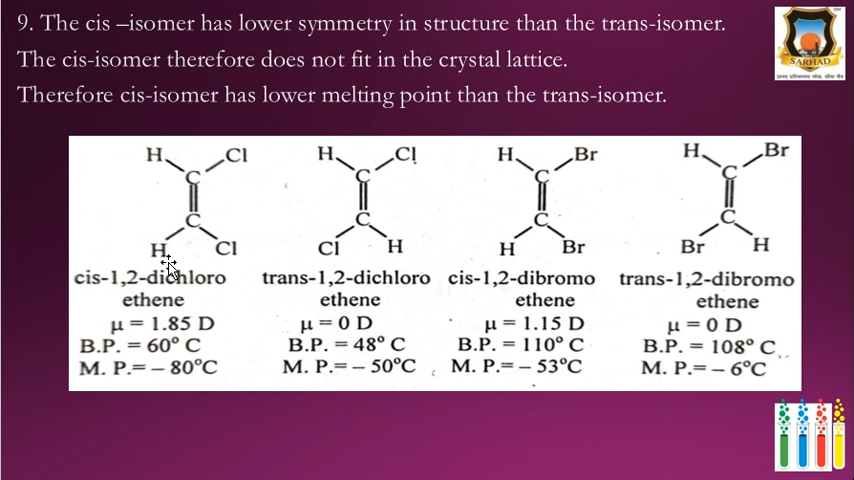 9. The cis –isomer has lower symmetry in structure than the trans-isomer.
The cis-isomer therefore does not fit in the crystal lattice.
Therefore cis-isomer has lower melting point than the trans-isomer.
SARHAD
H Cl
C
C
H Cl
cis-1,2-dichloro
ethene
μ = 1.85 D
B.P. = 60° C
M. P.= – 80°C
H Cl
C
C
Cl H
trans-1,2-dichloro
ethene
μ = 0 D
B.P. = 48° C
M. P.= – 50°C
H Br
C
C
H Br
cis-1,2-dibromo
ethene
μ = 1.15 D
B.P. = 110° C
M. P.= – 53°C
H Br
C
C
Br H
trans-1,2-dibromo
ethene
μ = 0 D
B.P. = 108° C
M. P.= – 6°C